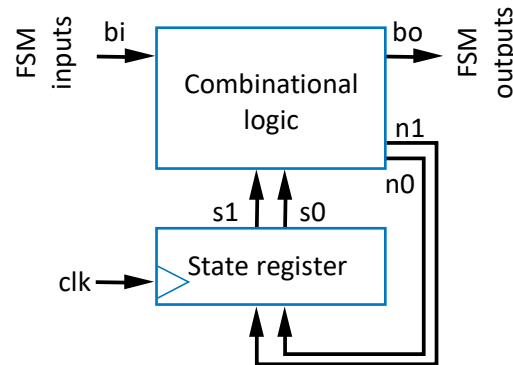 FSM
inputs
bi
bo
FSM
outputs
Combinational
logic
n1
n0
s1
s0
State register
clk